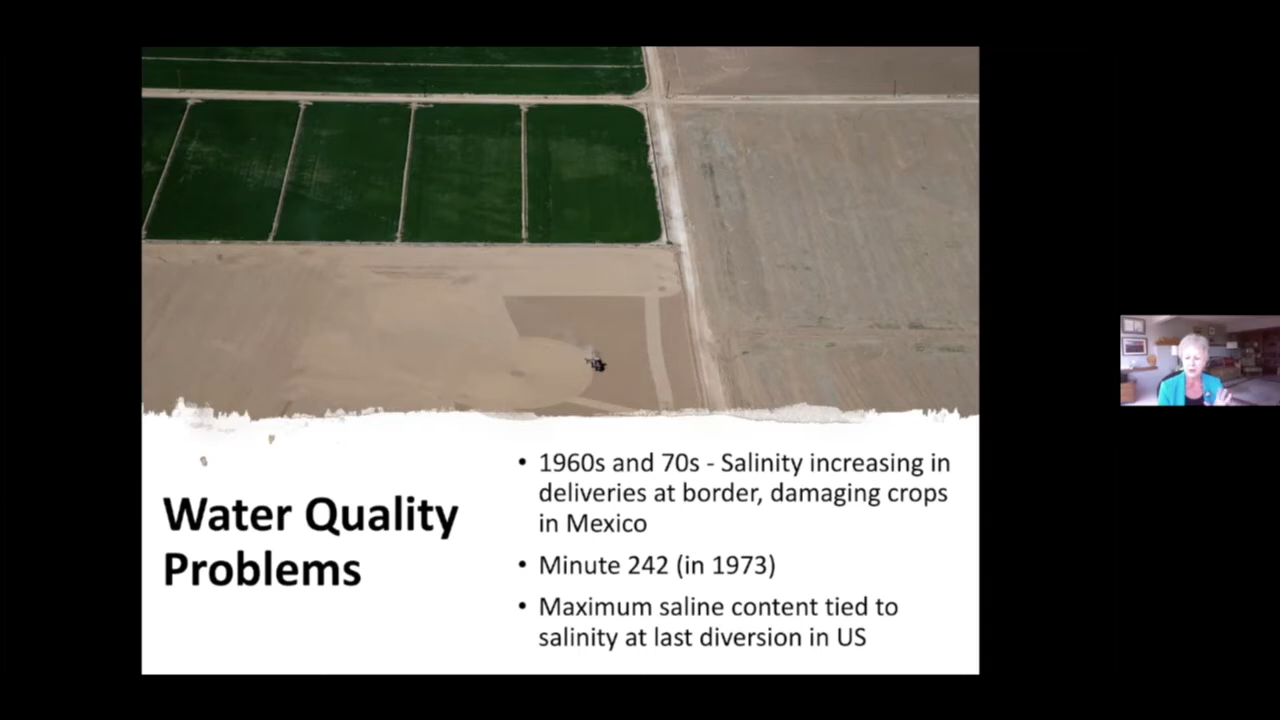 Water Quality
Problems
• 1960s and 70s - Salinity increasing in
deliveries at border, damaging crops
in Mexico
• Minute 242 (in 1973)
• Maximum saline content tied to
salinity at last diversion in US